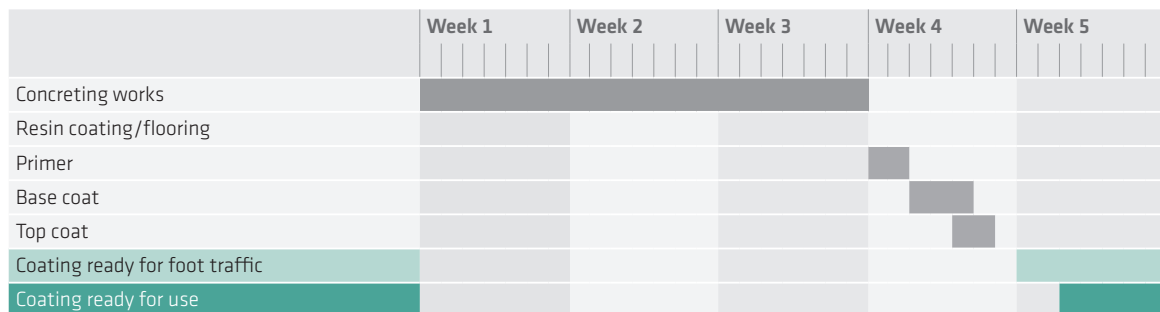 Week 1 Week 2 Week 3 Week 4 Week 5
Concreting works
Resin coating/flooring
Primer
Base coat
Top coat
Coating ready for foot traffic
Coating ready for use